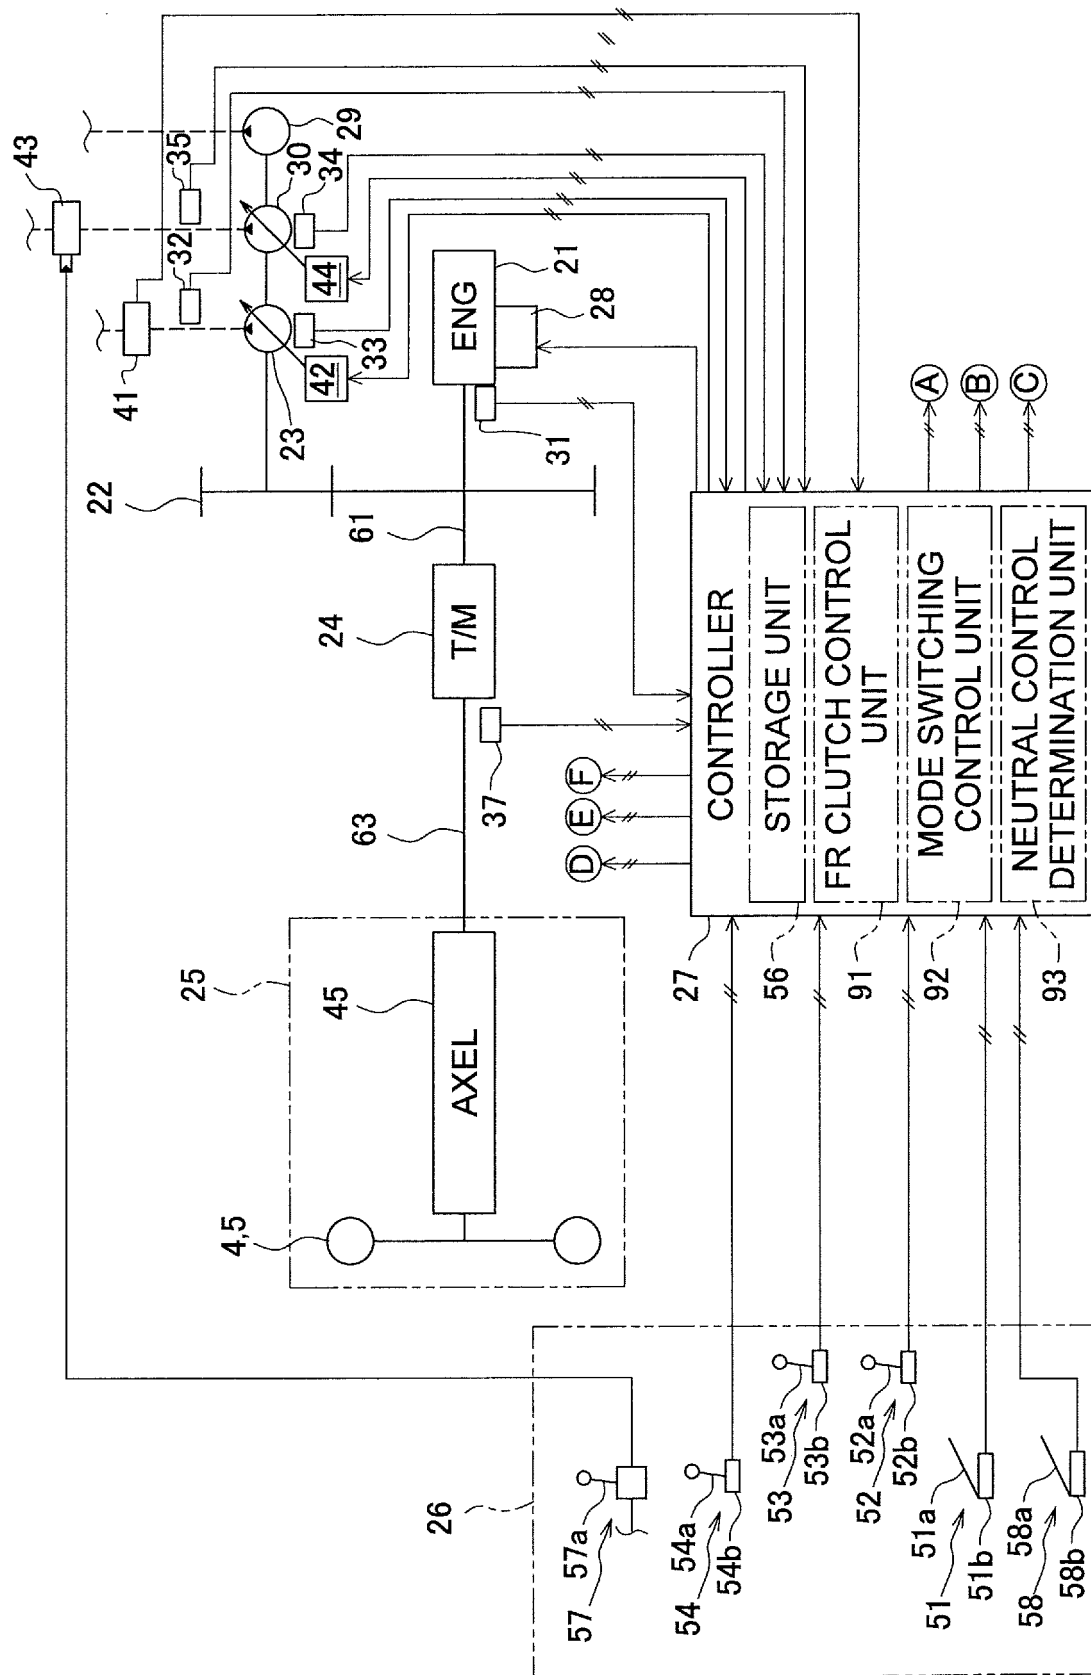 43
22
41
35
32
25
4,5
23
30
34
29
42
44
33
45
24
61
63
AXEL
T/M
ENG
21
28
31
37
26
57a
57
54a
54
54b
53a
53
53b
52a
52
52b
51a
51
51b
58a
58
58b
D
E
F
27
CONTROLLER
56
STORAGE UNIT
91
FR CLUTCH CONTROL
UNIT
92
MODE SWITCHING
CONTROL UNIT
93
NEUTRAL CONTROL
DETERMINATION UNIT
A
B
C